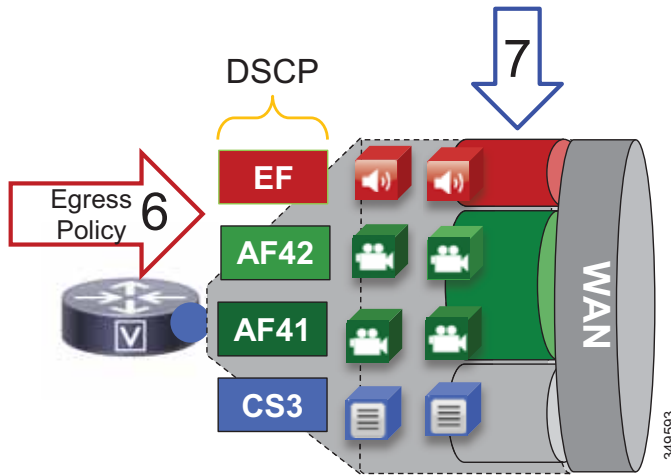 7
DSCP
EF
Egress
Policy
6
AF42
AF41
V
CS3
WAN
349593